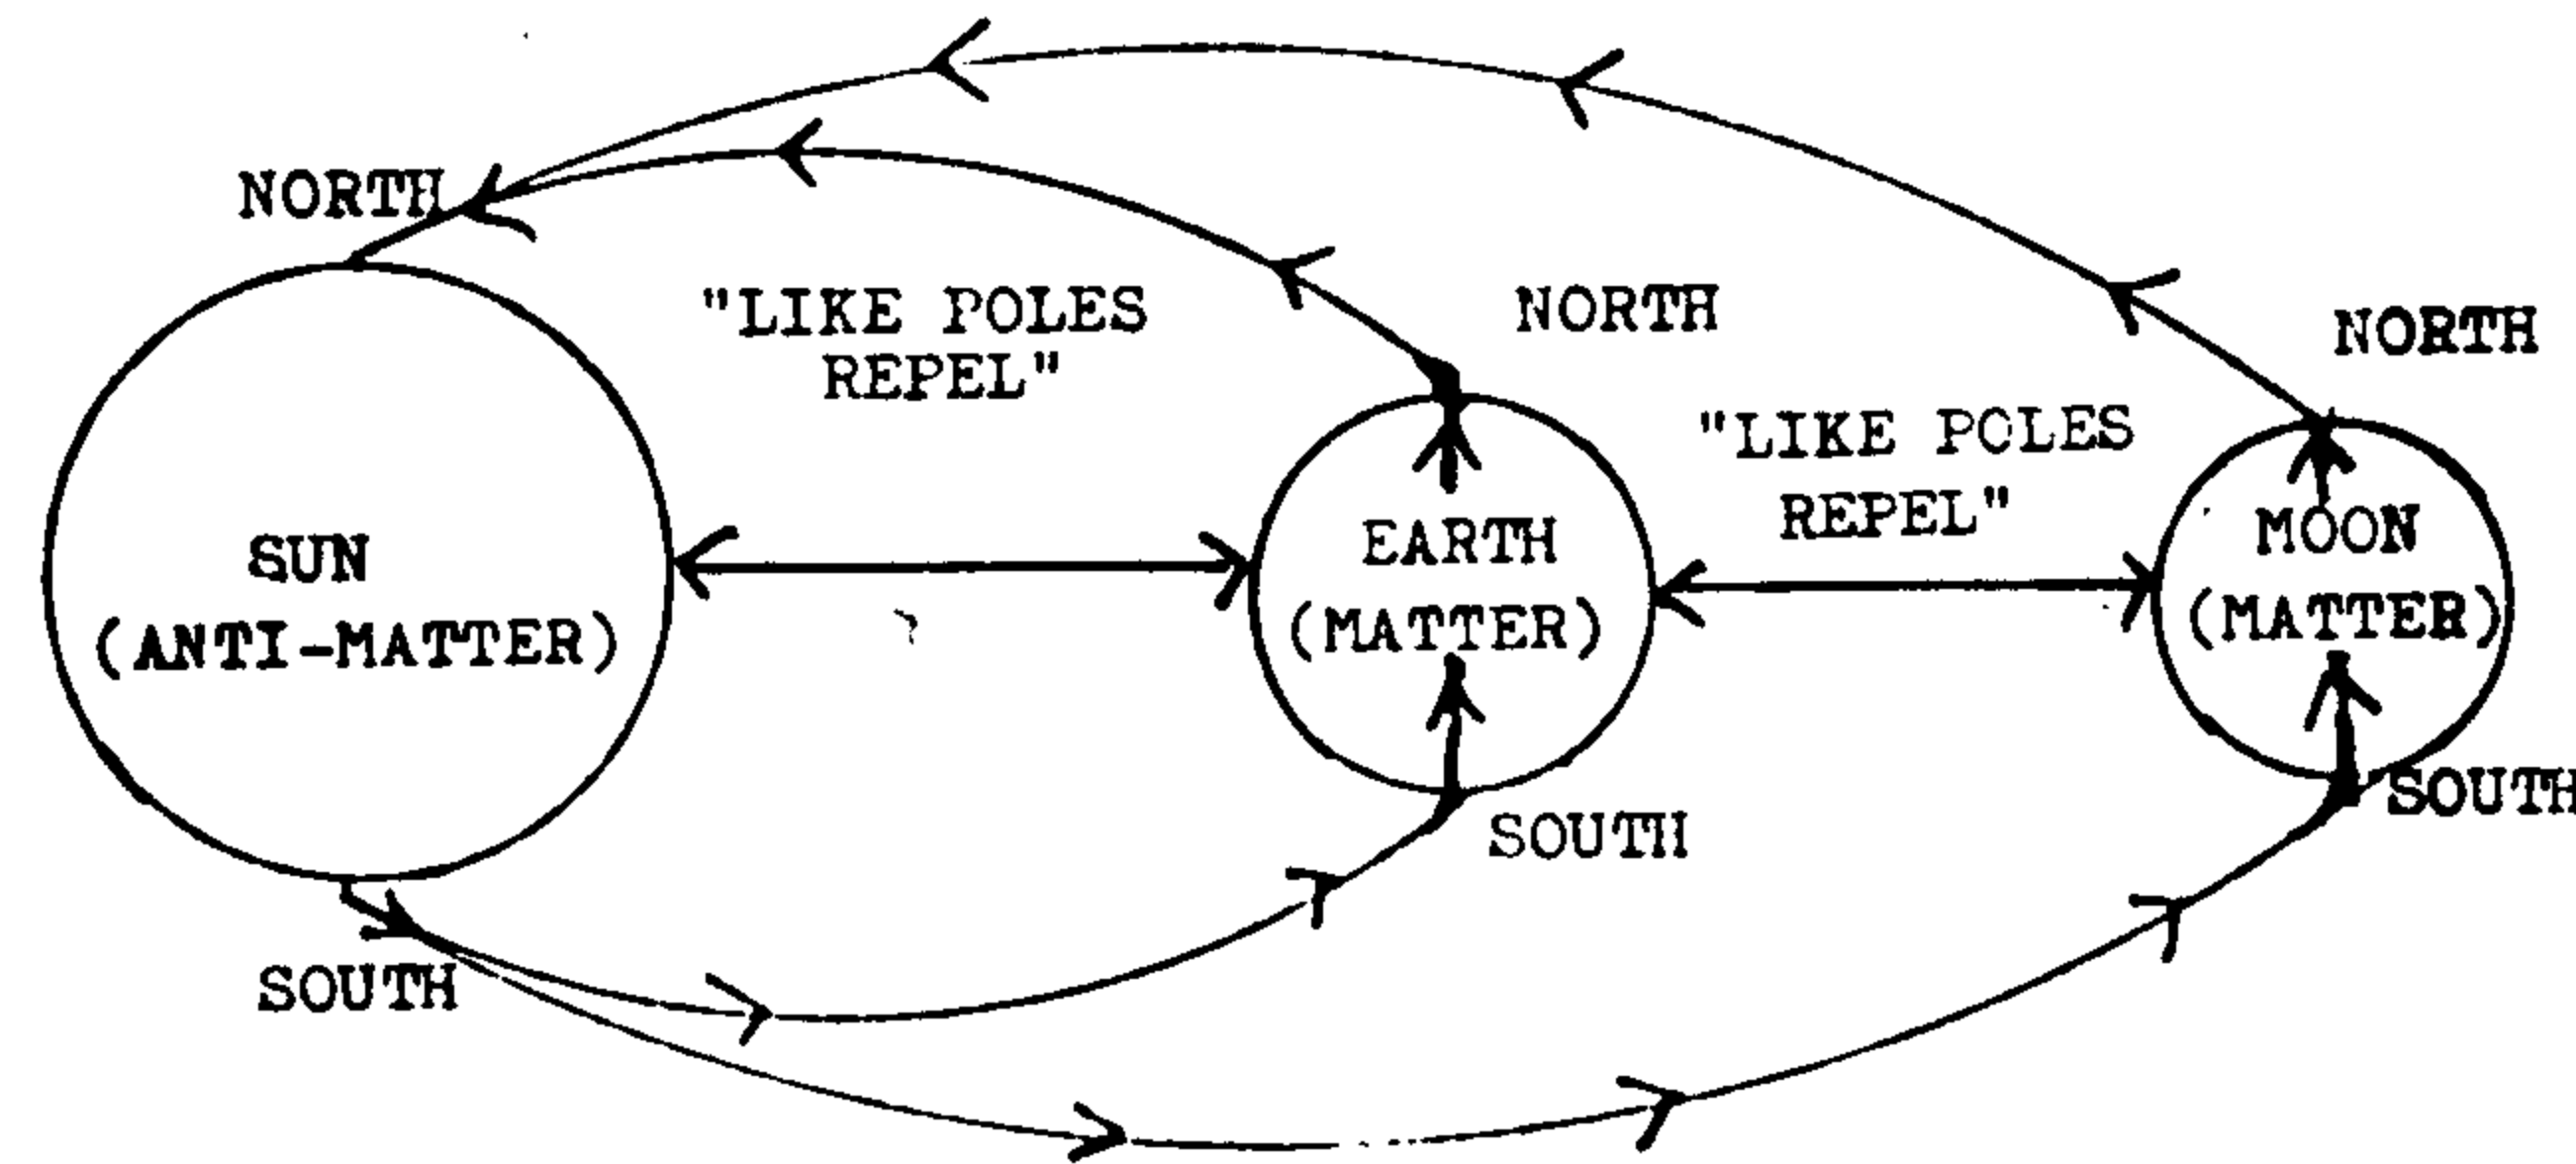 NORTH
"LIKE POLES
REPEL"
NORTH
NORTH
"LIKE POLES
REPEL"
SUN
(ANTI-MATTER)
EARTH
(MATTER)
MOON
(MATTER)
SOUTH
SOUTH
SOUTH